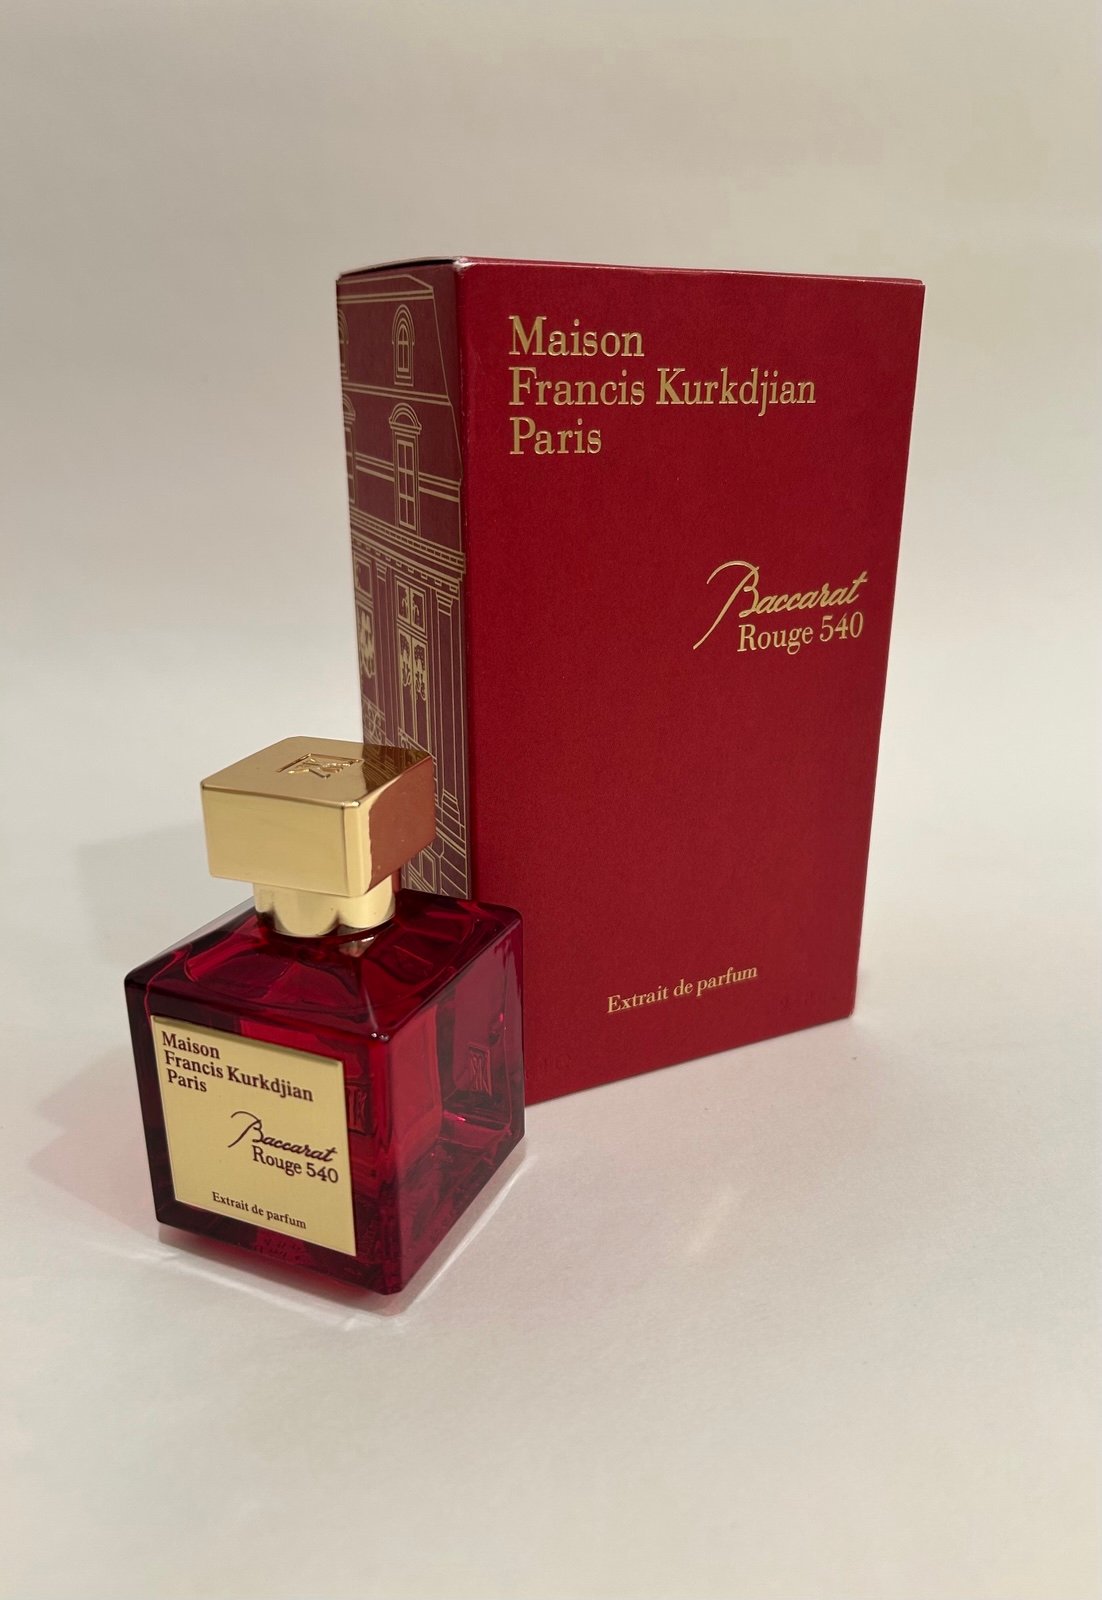 Maison
Francis Kurkdjian
Paris
Baccarat
Rouge 540
Extrait de parfum
Maison
Francis Kurkdjian
Paris
Baccarat
Rouge 540
Extrait de parfum